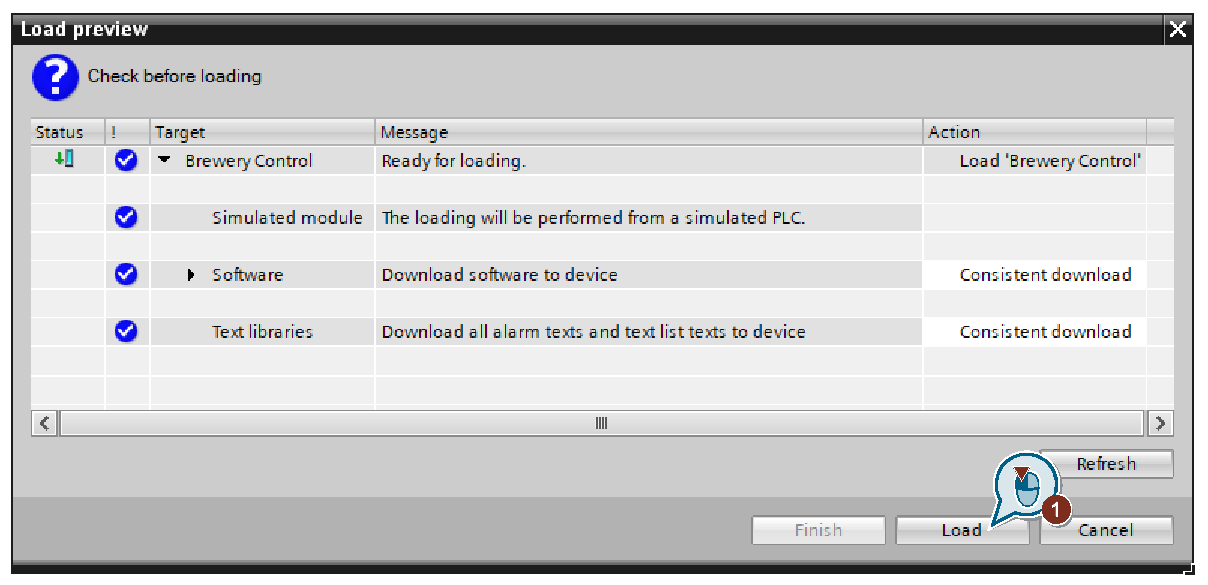 Load preview
Check before loading
Status ! Target Message Action
Brewery Control Ready for loading. Load 'Brewery Control'
Simulated module The loading will be performed from a simulated PLC.
Software Download software to device Consistent download
Text libraries Download all alarm texts and text list texts to device Consistent download
Refresh
1
Finish Load Cancel